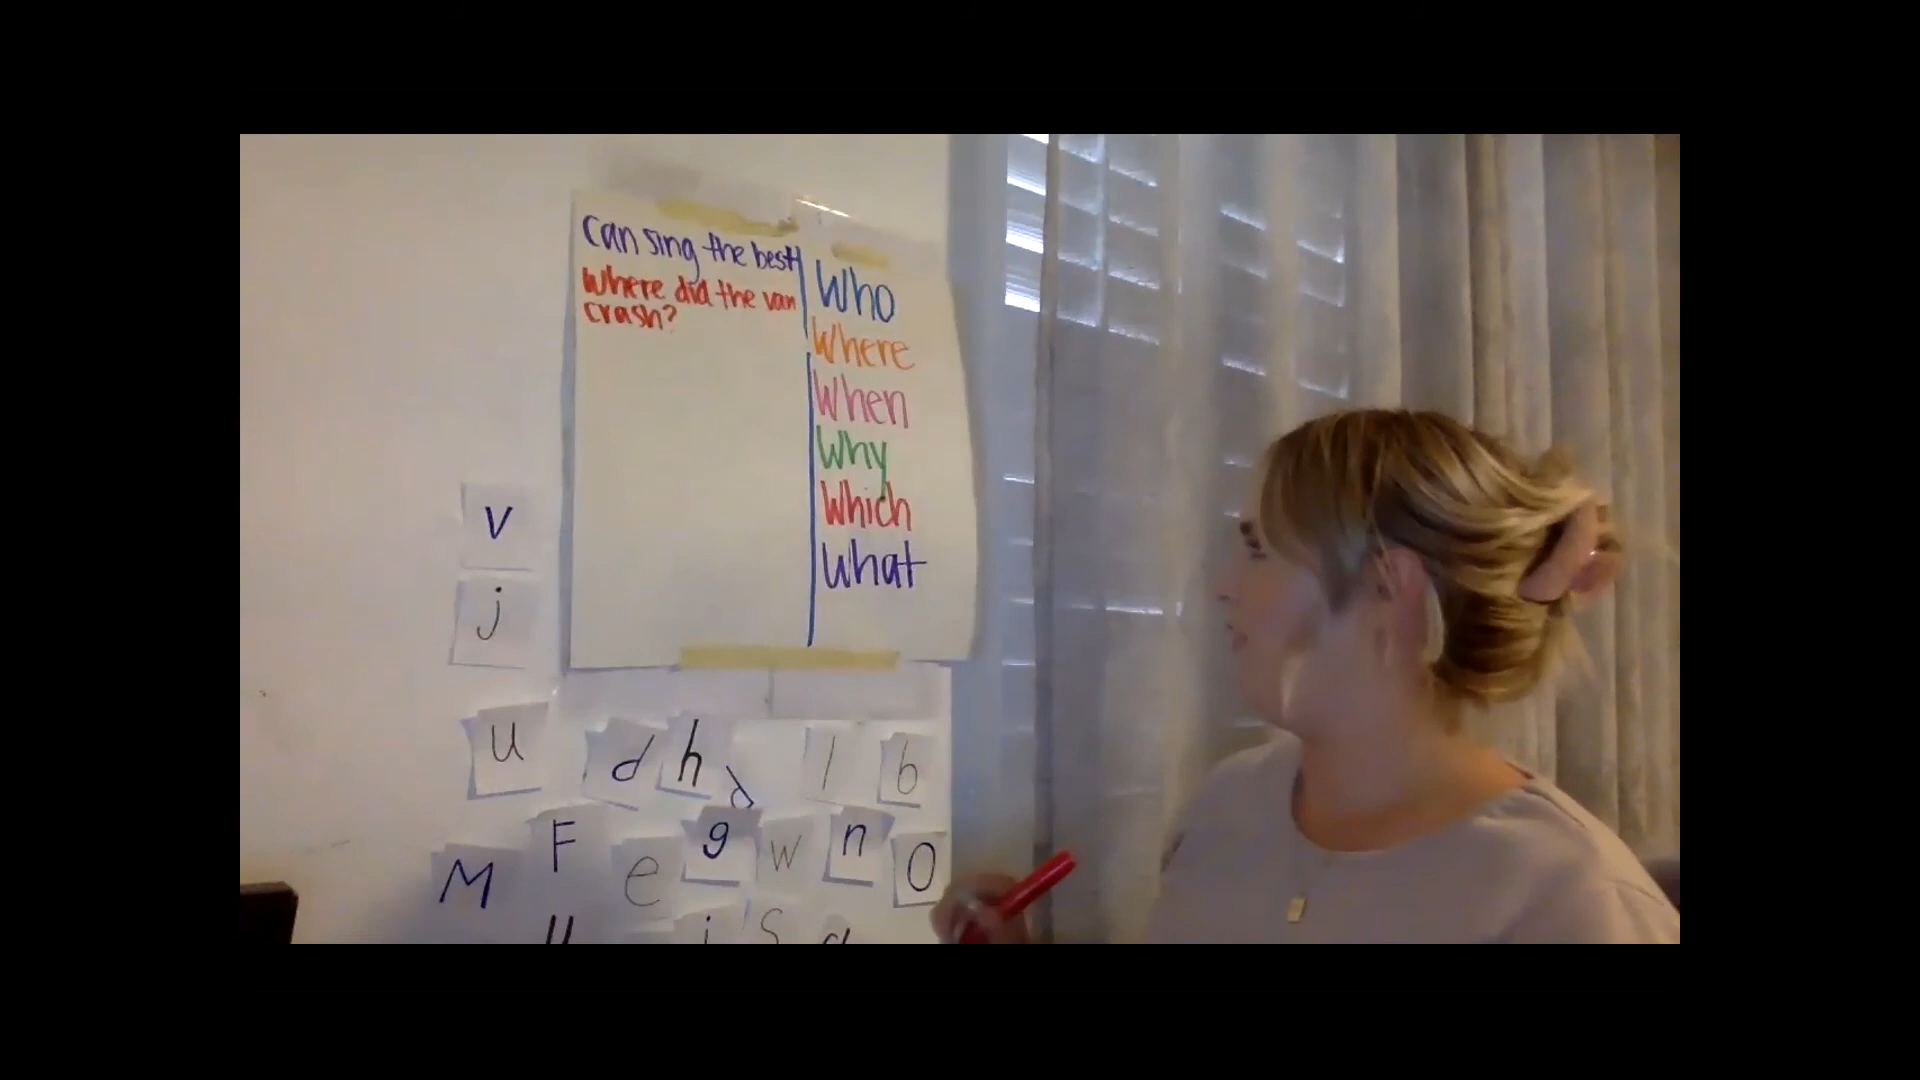 Can sing the best
Where did the van
crash?
Who
Where
When
Why
Which
What
v
j
u
d h d l b
F g w n
M e O
i S